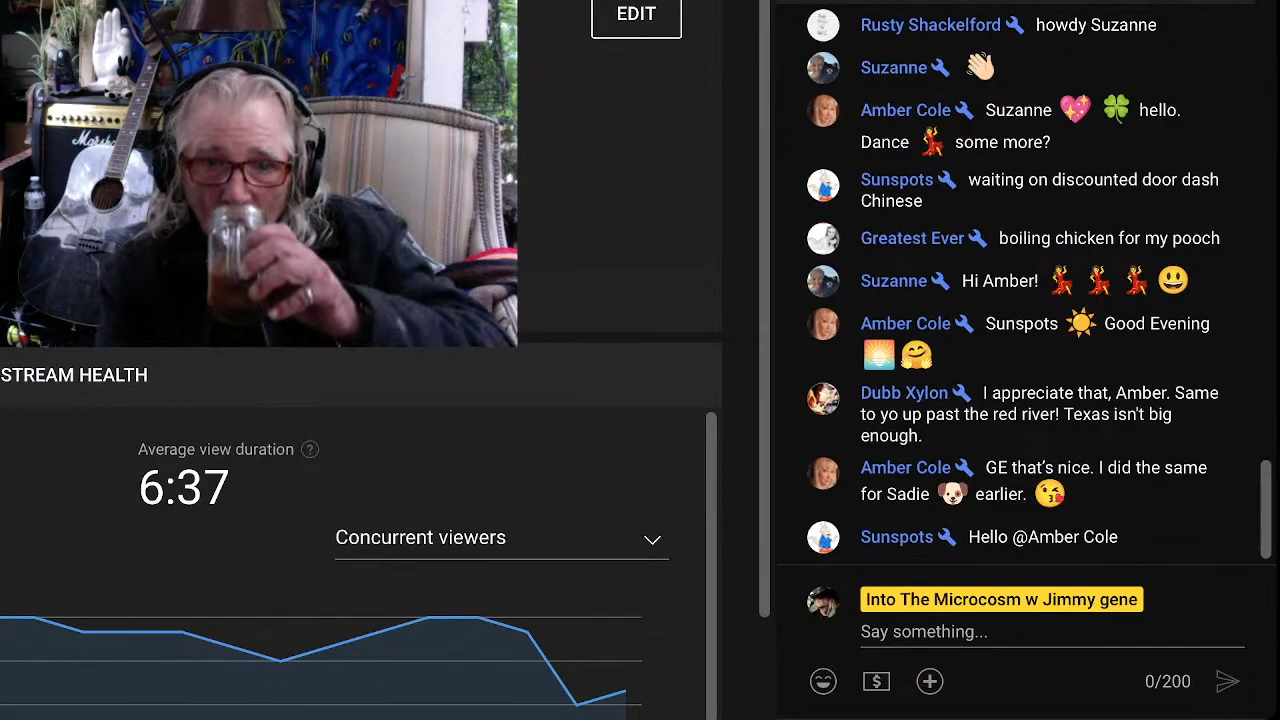 EDIT
Marshall
STREAM HEALTH
Average view duration ?
6:37
Concurrent viewers
Rusty Shackelford howdy Suzanne
Suzanne 👋🏻
Amber Cole Suzanne 💖 🍀 hello.
Dance 💃 some more?
Sunspots waiting on discounted door dash
Chinese
Greatest Ever boiling chicken for my pooch
Suzanne Hi Amber! 💃 💃 💃 😃
Amber Cole Sunspots ☀️ Good Evening
🌅 🤗
Dubb Xylon I appreciate that, Amber. Same
to yo up past the red river! Texas isn't big
enough.
Amber Cole GE that’s nice. I did the same
for Sadie 🐶 earlier. 😘
Sunspots Hello @Amber Cole
Into The Microcosm w Jimmy gene
Say something...
0/200